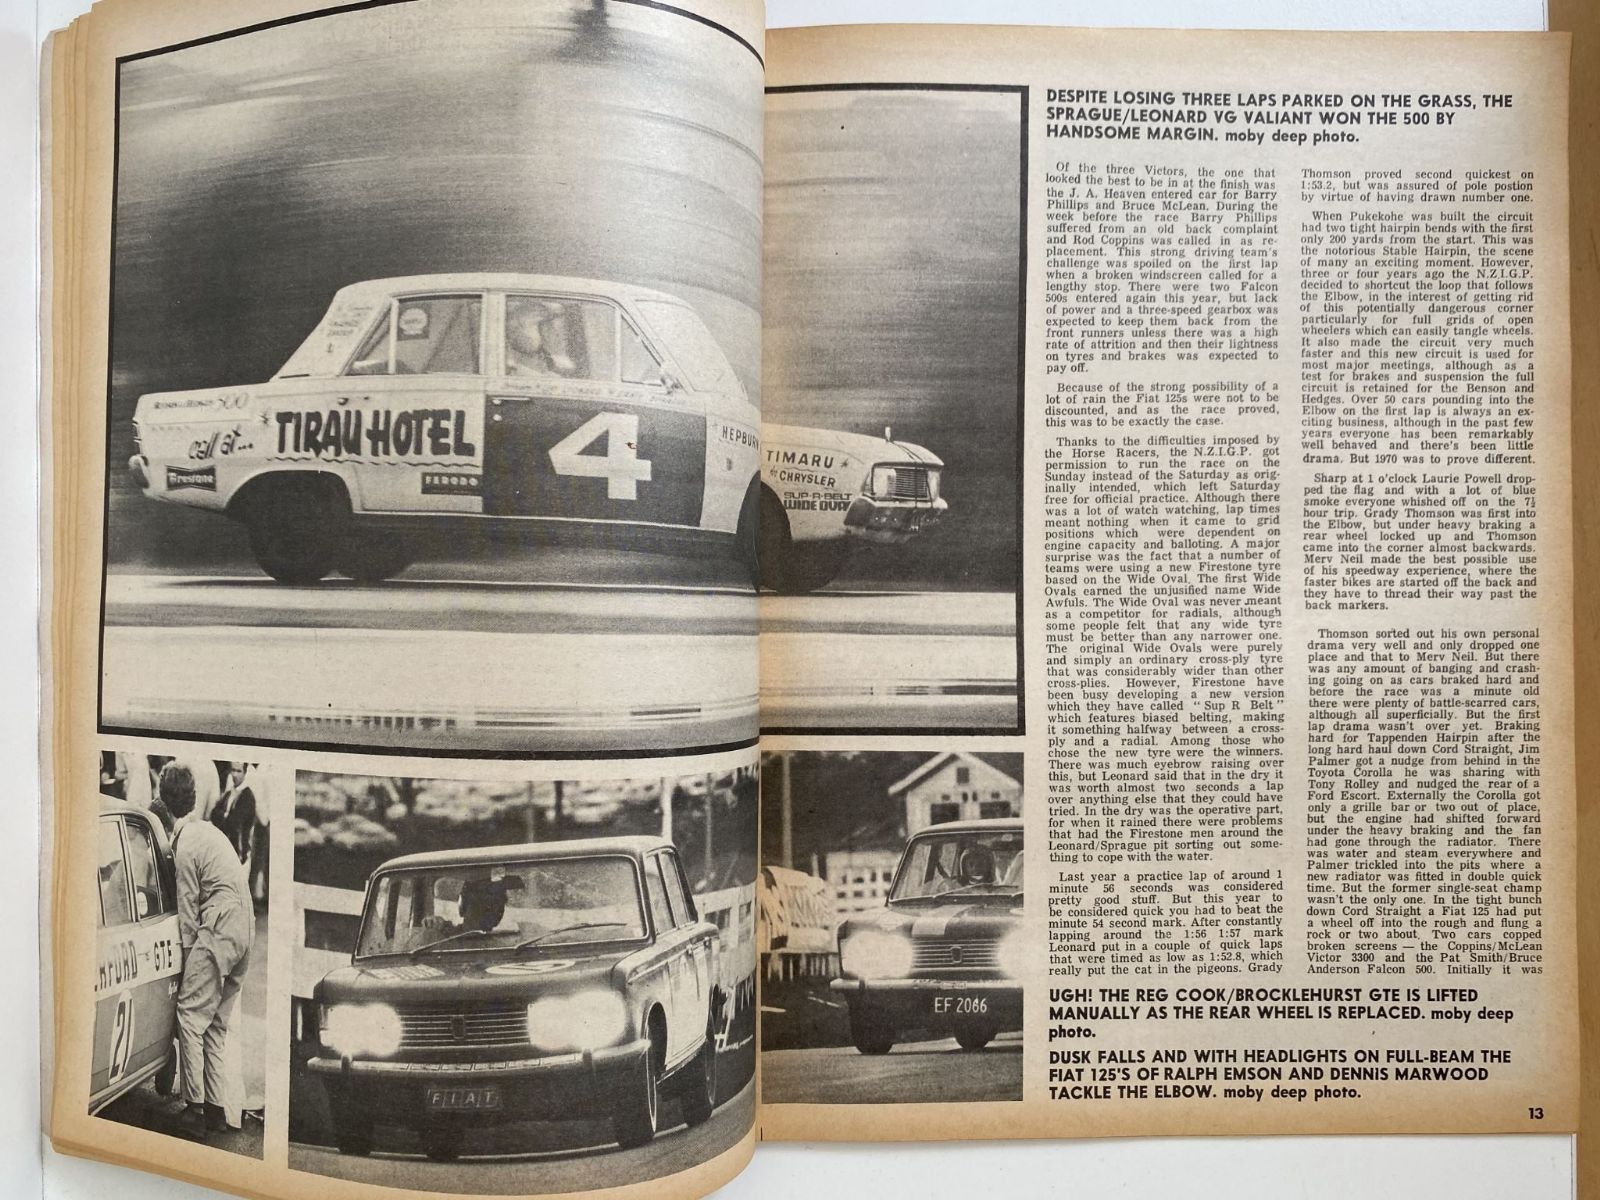 BENSON & HEDGES 500
call at...
TIRAU HOTEL
Firestone
FERODO
4
HEPBURN
TIMARU
for CHRYSLER
SUP-R-BELT
WIDE OVAL
RFORD GTE
21
FIAT
EF 2066
DESPITE LOSING THREE LAPS PARKED ON THE GRASS, THE
SPRAGUE/LEONARD VG VALIANT WON THE 500 BY
HANDSOME MARGIN. moby deep photo.
Of the three Victors, the one that
looked the best to be in at the finish was
the J. A. Heaven entered car for Barry
Phillips and Bruce McLean. During the
week before the race Barry Phillips
suffered from an old back complaint
and Rod Coppins was called in as re-
placement. This strong driving team's
challenge was spoiled on the first lap
when a broken windscreen called for a
lengthy stop. There were two Falcon
500s entered again this year, but lack
of power and a three-speed gearbox was
expected to keep them back from the
front runners unless there was a high
rate of attrition and then their lightness
on tyres and brakes was expected to
pay off.
Because of the strong possibility of a
lot of rain the Fiat 125s were not to be
discounted, and as the race proved,
this was to be exactly the case.
Thanks to the difficulties imposed by
the Horse Racers, the N.Z.I.G.P. got
permission to run the race on the
Sunday instead of the Saturday as orig-
inally intended, which left Saturday
free for official practice. Although there
was a lot of watch watching, lap times
meant nothing when it came to grid
positions which were dependent on
engine capacity and balloting. A major
surprise was the fact that a number of
teams were using a new Firestone tyre
based on the Wide Oval. The first Wide
Ovals earned the unjusified name Wide
Awfuls. The Wide Oval was never meant
as a competitor for radials, although
some people felt that any wide tyre
must be better than any narrower one.
The original Wide Ovals were purely
and simply an ordinary cross-ply tyre
that was considerably wider than other
cross-plies. However, Firestone have
been busy developing a new version
which they have called "Sup R Belt"
which features biased belting, making
it something halfway between a cross-
ply and a radial. Among those who
chose the new tyre were the winners.
There was much eyebrow raising over
this, but Leonard said that in the dry it
was worth almost two seconds a lap
over anything else that they could have
tried. In the dry was the operative part,
for when it rained there were problems
that had the Firestone men around the
Leonard/Sprague pit sorting out some-
thing to cope with the water.
Last year a practice lap of around 1
minute 56 seconds was considered
pretty good stuff. But this year to
be considered quick you had to beat the
minute 54 second mark. After constantly
lapping around the 1:56 1:57 mark
Leonard put in a couple of quick laps
that were timed as low as 1:52.8, which
really put the cat in the pigeons. Grady
Thomson proved second quickest on
1:53.2, but was assured of pole postion
by virtue of having drawn number one.
When Pukekohe was built the circuit
had two tight hairpin bends with the first
only 200 yards from the start. This was
the notorious Stable Hairpin, the scene
of many an exciting moment. However,
three or four years ago the N.Z.I.G.P.
decided to shortcut the loop that follows
the Elbow, in the interest of getting rid
of this potentially dangerous corner
particularly for full grids of open
wheelers which can easily tangle wheels.
It also made the circuit very much
faster and this new circuit is used for
most major meetings, although as a
test for brakes and suspension the full
circuit is retained for the Benson and
Hedges. Over 50 cars pounding into the
Elbow on the first lap is always an ex-
citing business, although in the past few
years everyone has been remarkably
well behaved and there's been little
drama. But 1970 was to prove different.
Sharp at 1 o'clock Laurie Powell drop-
ped the flag and with a lot of blue
smoke everyone whished off on the 7½
hour trip. Grady Thomson was first into
the Elbow, but under heavy braking a
rear wheel locked up and Thomson
came into the corner almost backwards.
Merv Neil made the best possible use
of his speedway experience, where the
faster bikes are started off the back and
they have to thread their way past the
back markers.
Thomson sorted out his own personal
drama very well and only dropped one
place and that to Merv Neil. But there
was any amount of banging and crash-
ing going on as cars braked hard and
before the race was a minute old
there were plenty of battle-scarred cars,
although all superficially. But the first
lap drama wasn't over yet. Braking
hard for Tappenden Hairpin after the
long hard haul down Cord Straight, Jim
Palmer got a nudge from behind in the
Toyota Corolla he was sharing with
Tony Rolley and nudged the rear of a
Ford Escort. Externally the Corolla got
only a grille bar or two out of place,
but the engine had shifted forward
under the heavy braking and the fan
had gone through the radiator. There
was water and steam everywhere and
Palmer trickled into the pits where a
new radiator was fitted in double quick
time. But the former single-seat champ
wasn't the only one. In the tight bunch
down Cord Straight a Fiat 125 had put
a wheel off into the rough and flung a
rock or two about. Two cars copped
broken screens — the Coppins/McLean
Victor 3300 and the Pat Smith/Bruce
Anderson Falcon 500. Initially it was
UGH! THE REG COOK/BROCKLEHURST GTE IS LIFTED
MANUALLY AS THE REAR WHEEL IS REPLACED. moby deep
photo.
DUSK FALLS AND WITH HEADLIGHTS ON FULL-BEAM THE
FIAT 125'S OF RALPH EMSON AND DENNIS MARWOOD
TACKLE THE ELBOW. moby deep photo.
13